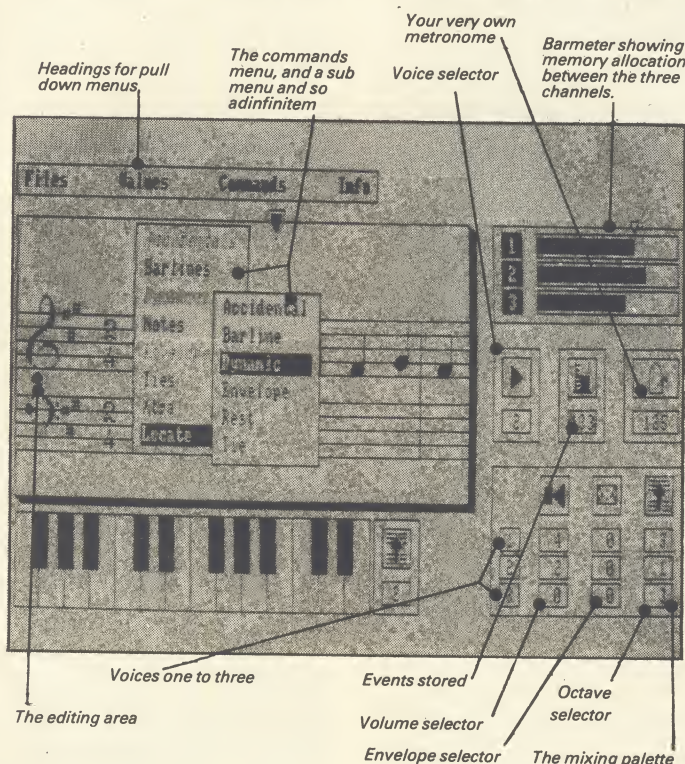 Your very own
metronome
The commands
menu, and a sub
menu and so
adinfinitem
Barmeter showing
memory allocation
between the three
channels.
Headings for pull
down menus
Voice selector
Files Values Commands Info
1
2
3
Barlines
Notes
Ties
Locate
Accidental
Barline
Dynamic
Envelope
Rest
Tie
Voices one to three
Events stored
Octave
selector
The editing area
Volume selector
Envelope selector
The mixing palette